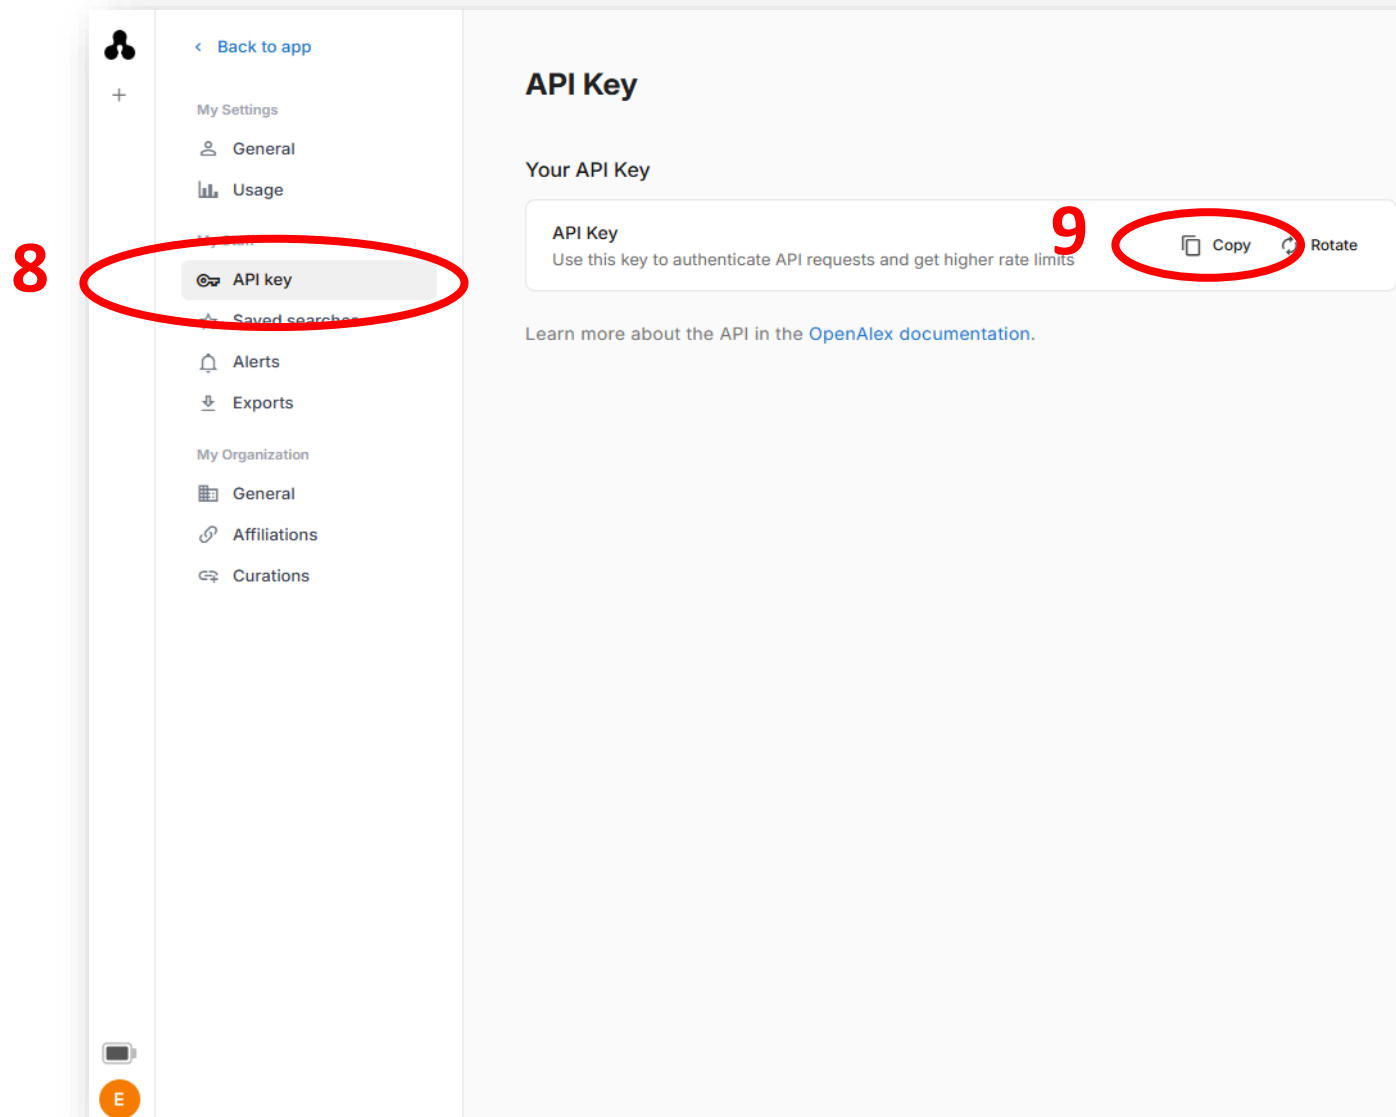 Back to app
My Settings
General
Usage
8
API key
Saved searches
Alerts
Exports
My Organization
General
Affiliations
Curations
E
API Key
Your API Key
API Key
Use this key to authenticate API requests and get higher rate limits
9
Copy
Rotate
Learn more about the API in the OpenAlex documentation.